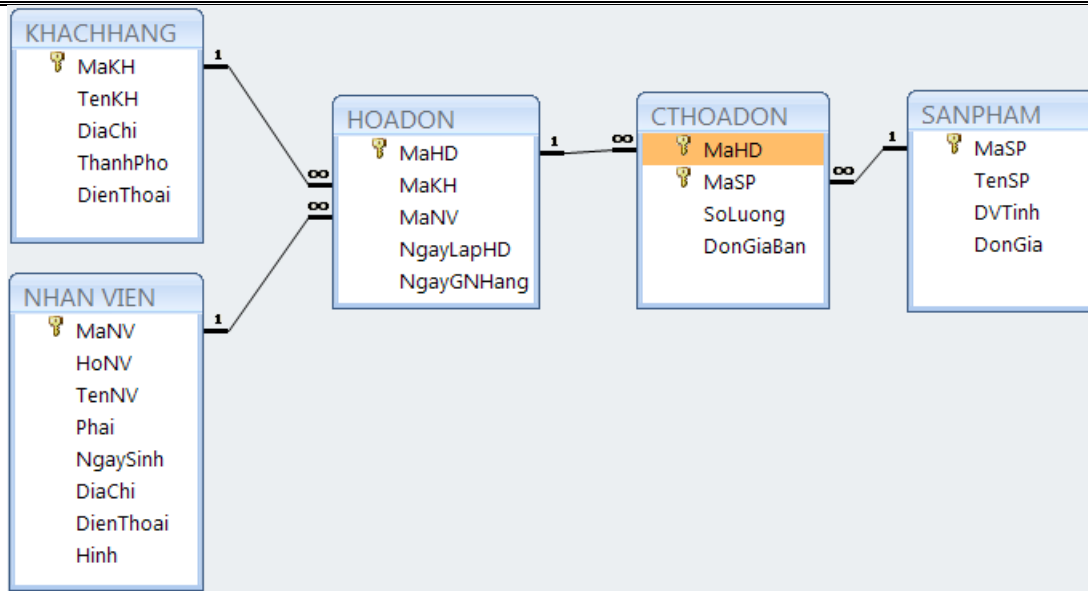 KHACHHANG
MaKH
TenKH
DiaChi
ThanhPho
DienThoai
1
∞
NHAN VIEN
MaNV
HoNV
TenNV
Phai
NgaySinh
DiaChi
DienThoai
Hinh
1
∞
HOADON
MaHD
MaKH
MaNV
NgayLapHD
NgayGNHang
1
∞
CTHOADON
MaHD
MaSP
SoLuong
DonGiaBan
∞
1
SANPHAM
MaSP
TenSP
DVTinh
DonGia